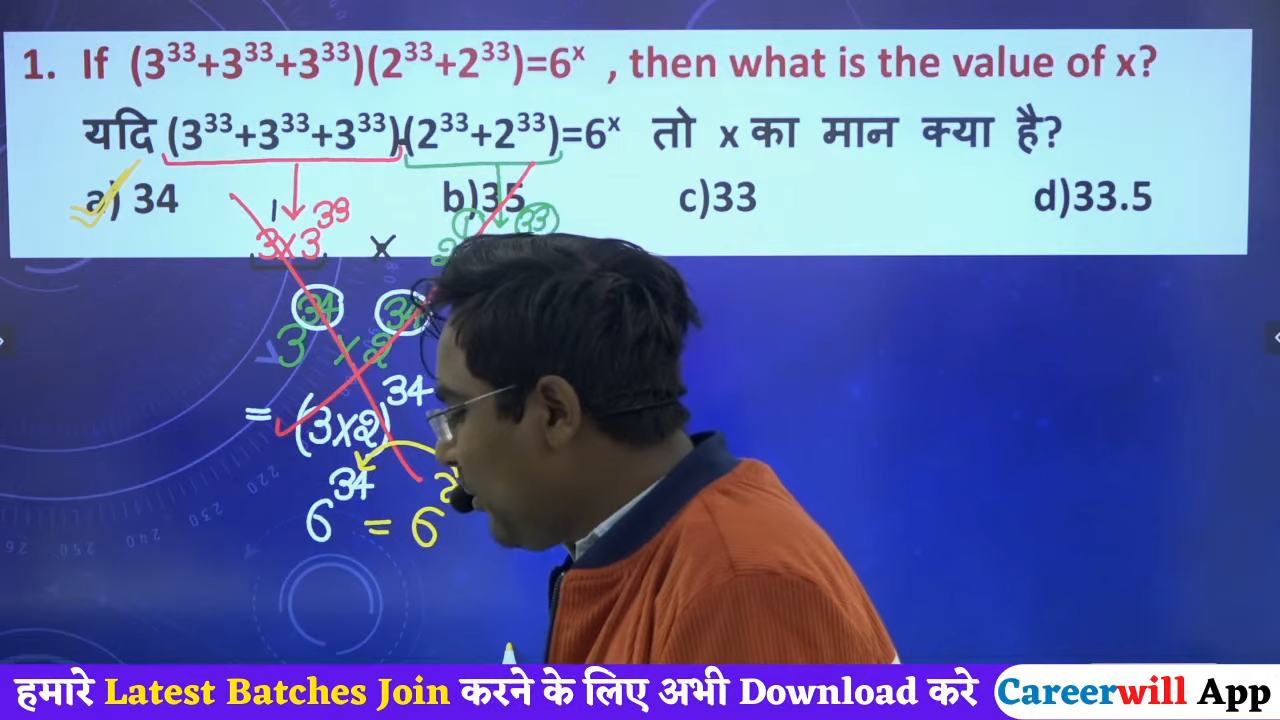 1. If (3³³+3³³+3³³)(2³³+2³³)=6ˣ , then what is the value of x?
यदि (3³³+3³³+3³³)(2³³+2³³)=6ˣ तो x का मान क्या है?
a) 34 b)35 c)33 d)33.5
3¹×3³³ ×
3³⁴ × 2³⁴
= (3×2)³⁴
6³⁴ = 6
हमारे Latest Batches Join करने के लिए अभी Download करे Careerwill App